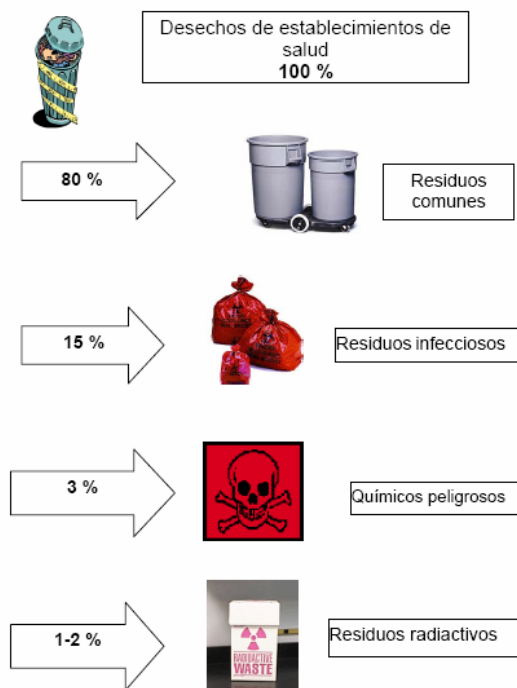 Desechos de establecimientos de
salud
100 %
80 %
Residuos
comunes
15 %
Residuos infecciosos
3 %
Químicos peligrosos
1-2 %
RADIOACTIVE
WASTE
Residuos radiactivos